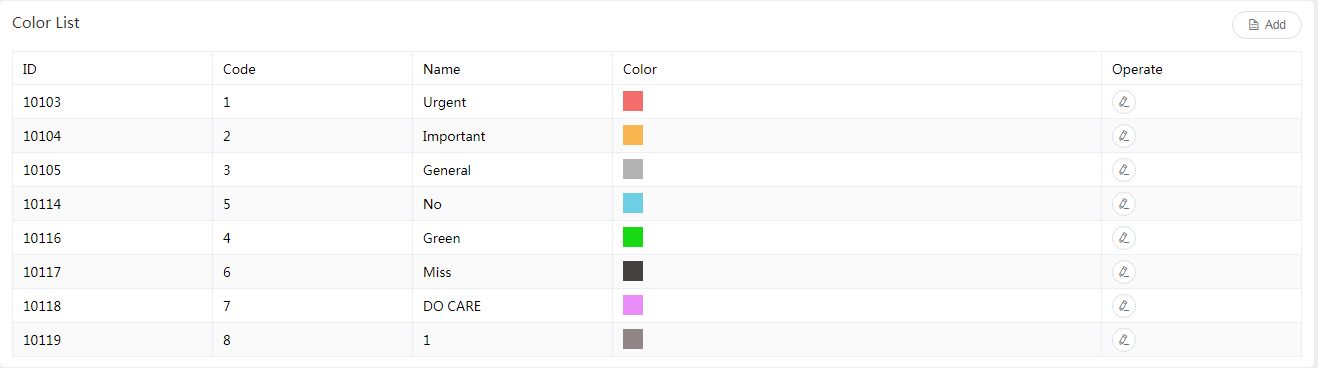 Color List
Add
ID Code Name Color Operate
10103 1 Urgent
10104 2 Important
10105 3 General
10114 5 No
10116 4 Green
10117 6 Miss
10118 7 DO CARE
10119 8 1